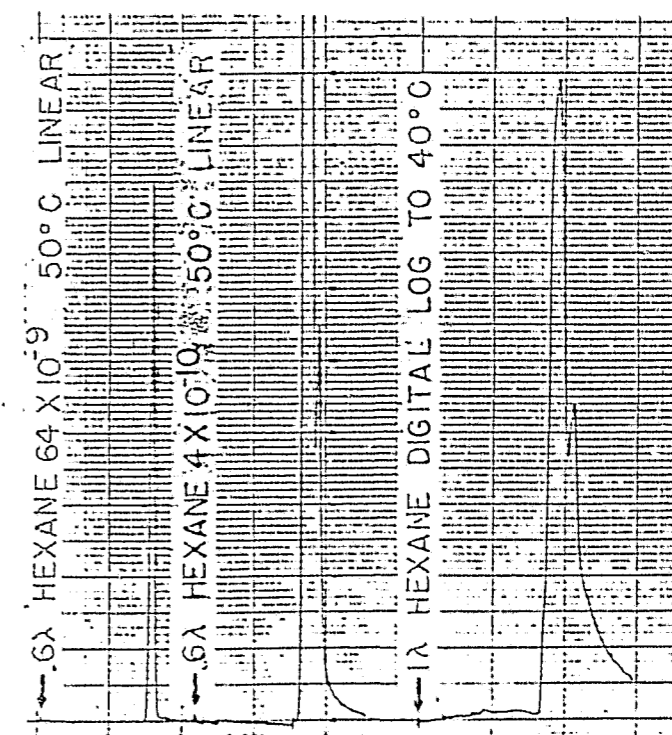 .6λ HEXANE 64 X 10⁻⁹ 50°C LINEAR
.6λ HEXANE 4 X 10⁻¹⁰ 50°C LINEAR
1λ HEXANE DIGITAL LOG TO 40°C